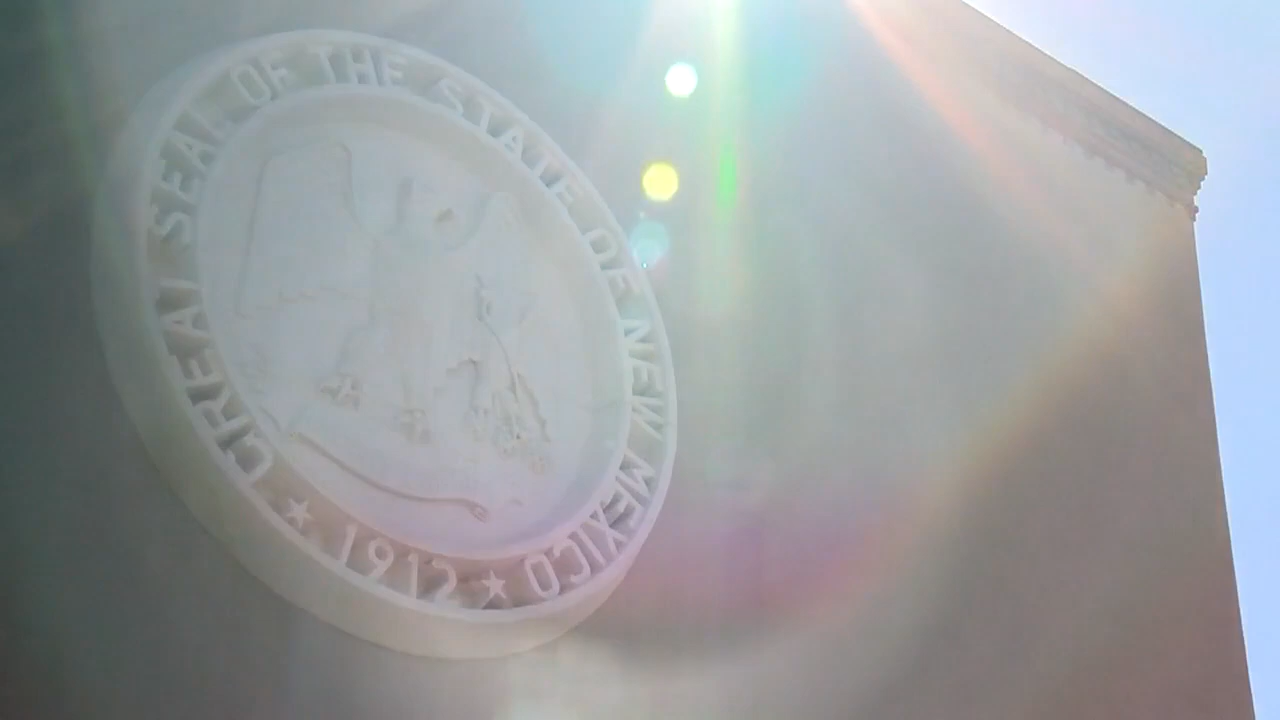 GREAT SEAL OF THE STATE OF NEW MEXICO
★ 1912 ★